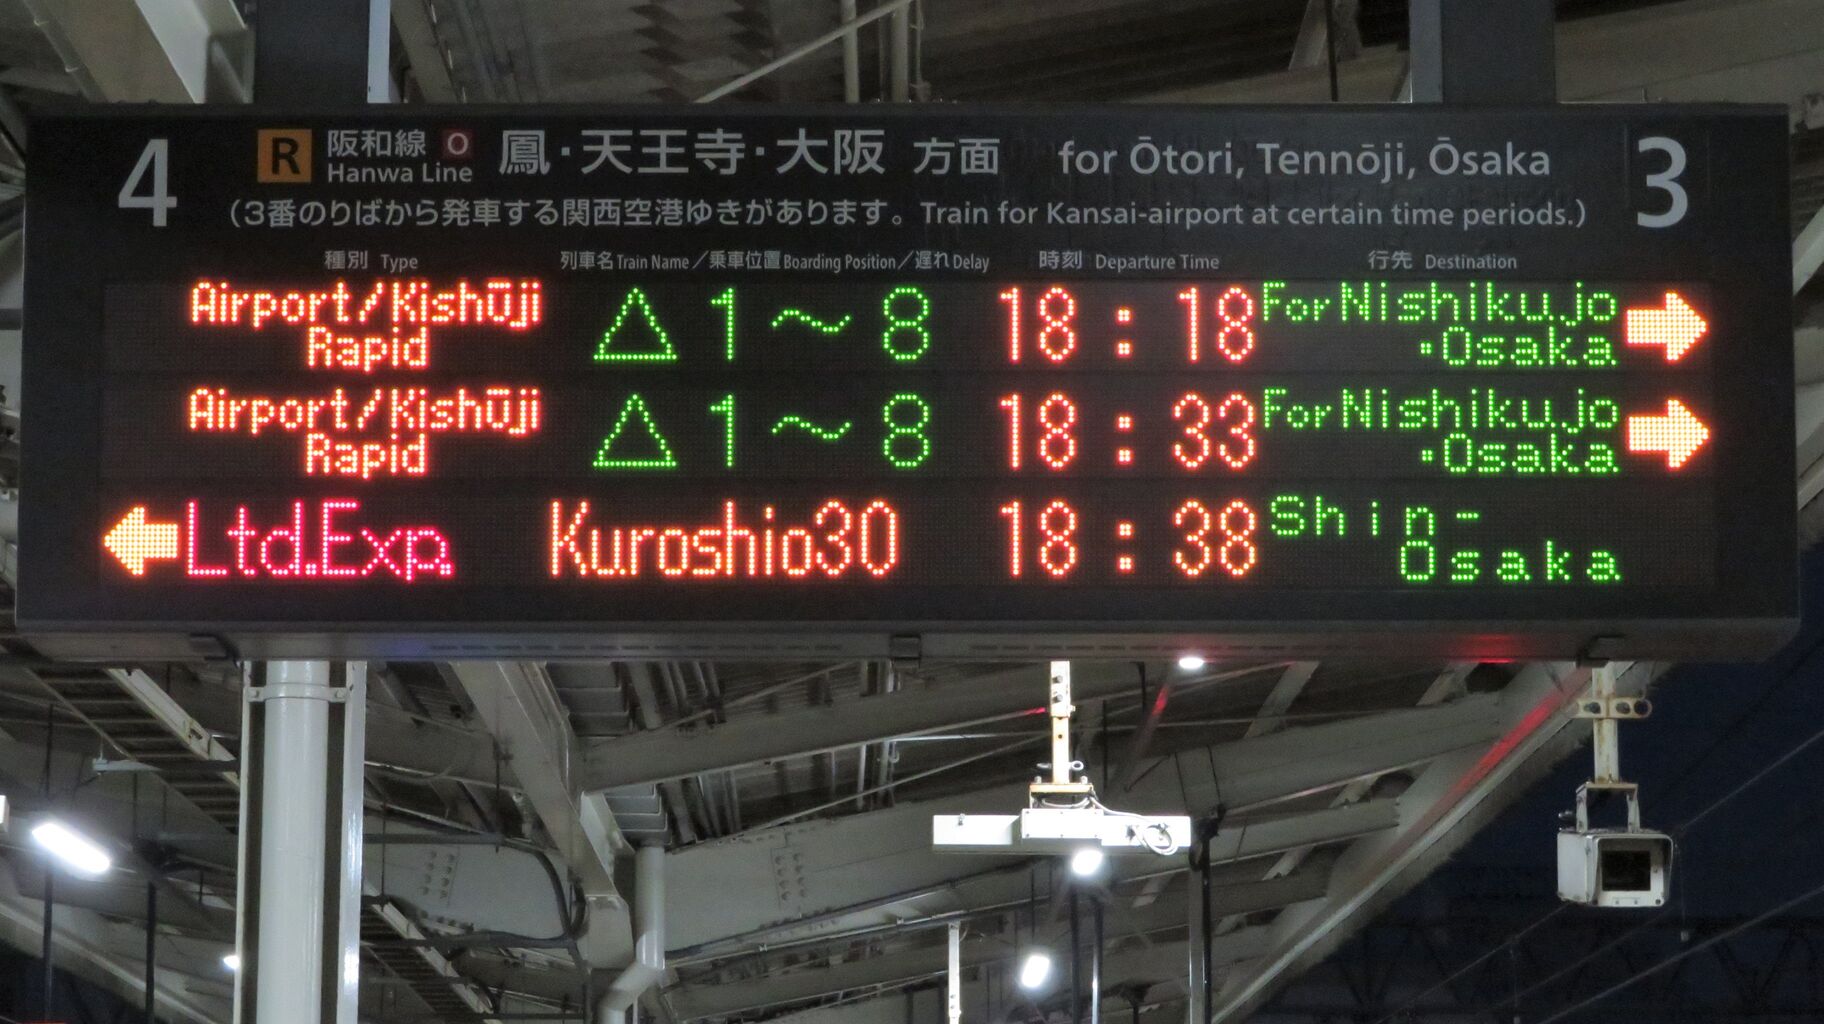 4 R 阪和線 O 鳳・天王寺・大阪 方面 for Ōtori, Tennōji, Ōsaka 3
Hanwa Line
（3番のりばから発車する関西空港ゆきがあります。Train for Kansai-airport at certain time periods.）
種別 Type 列車名 Train Name／乗車位置 Boarding Position／遅れ Delay 時刻 Departure Time 行先 Destination
Airport/Kishūji Rapid △ 1～8 18:18 For Nishikujo・Osaka →
Airport/Kishūji Rapid △ 1～8 18:33 For Nishikujo・Osaka →
← Ltd.Exp. Kuroshio30 18:38 Shin-Osaka